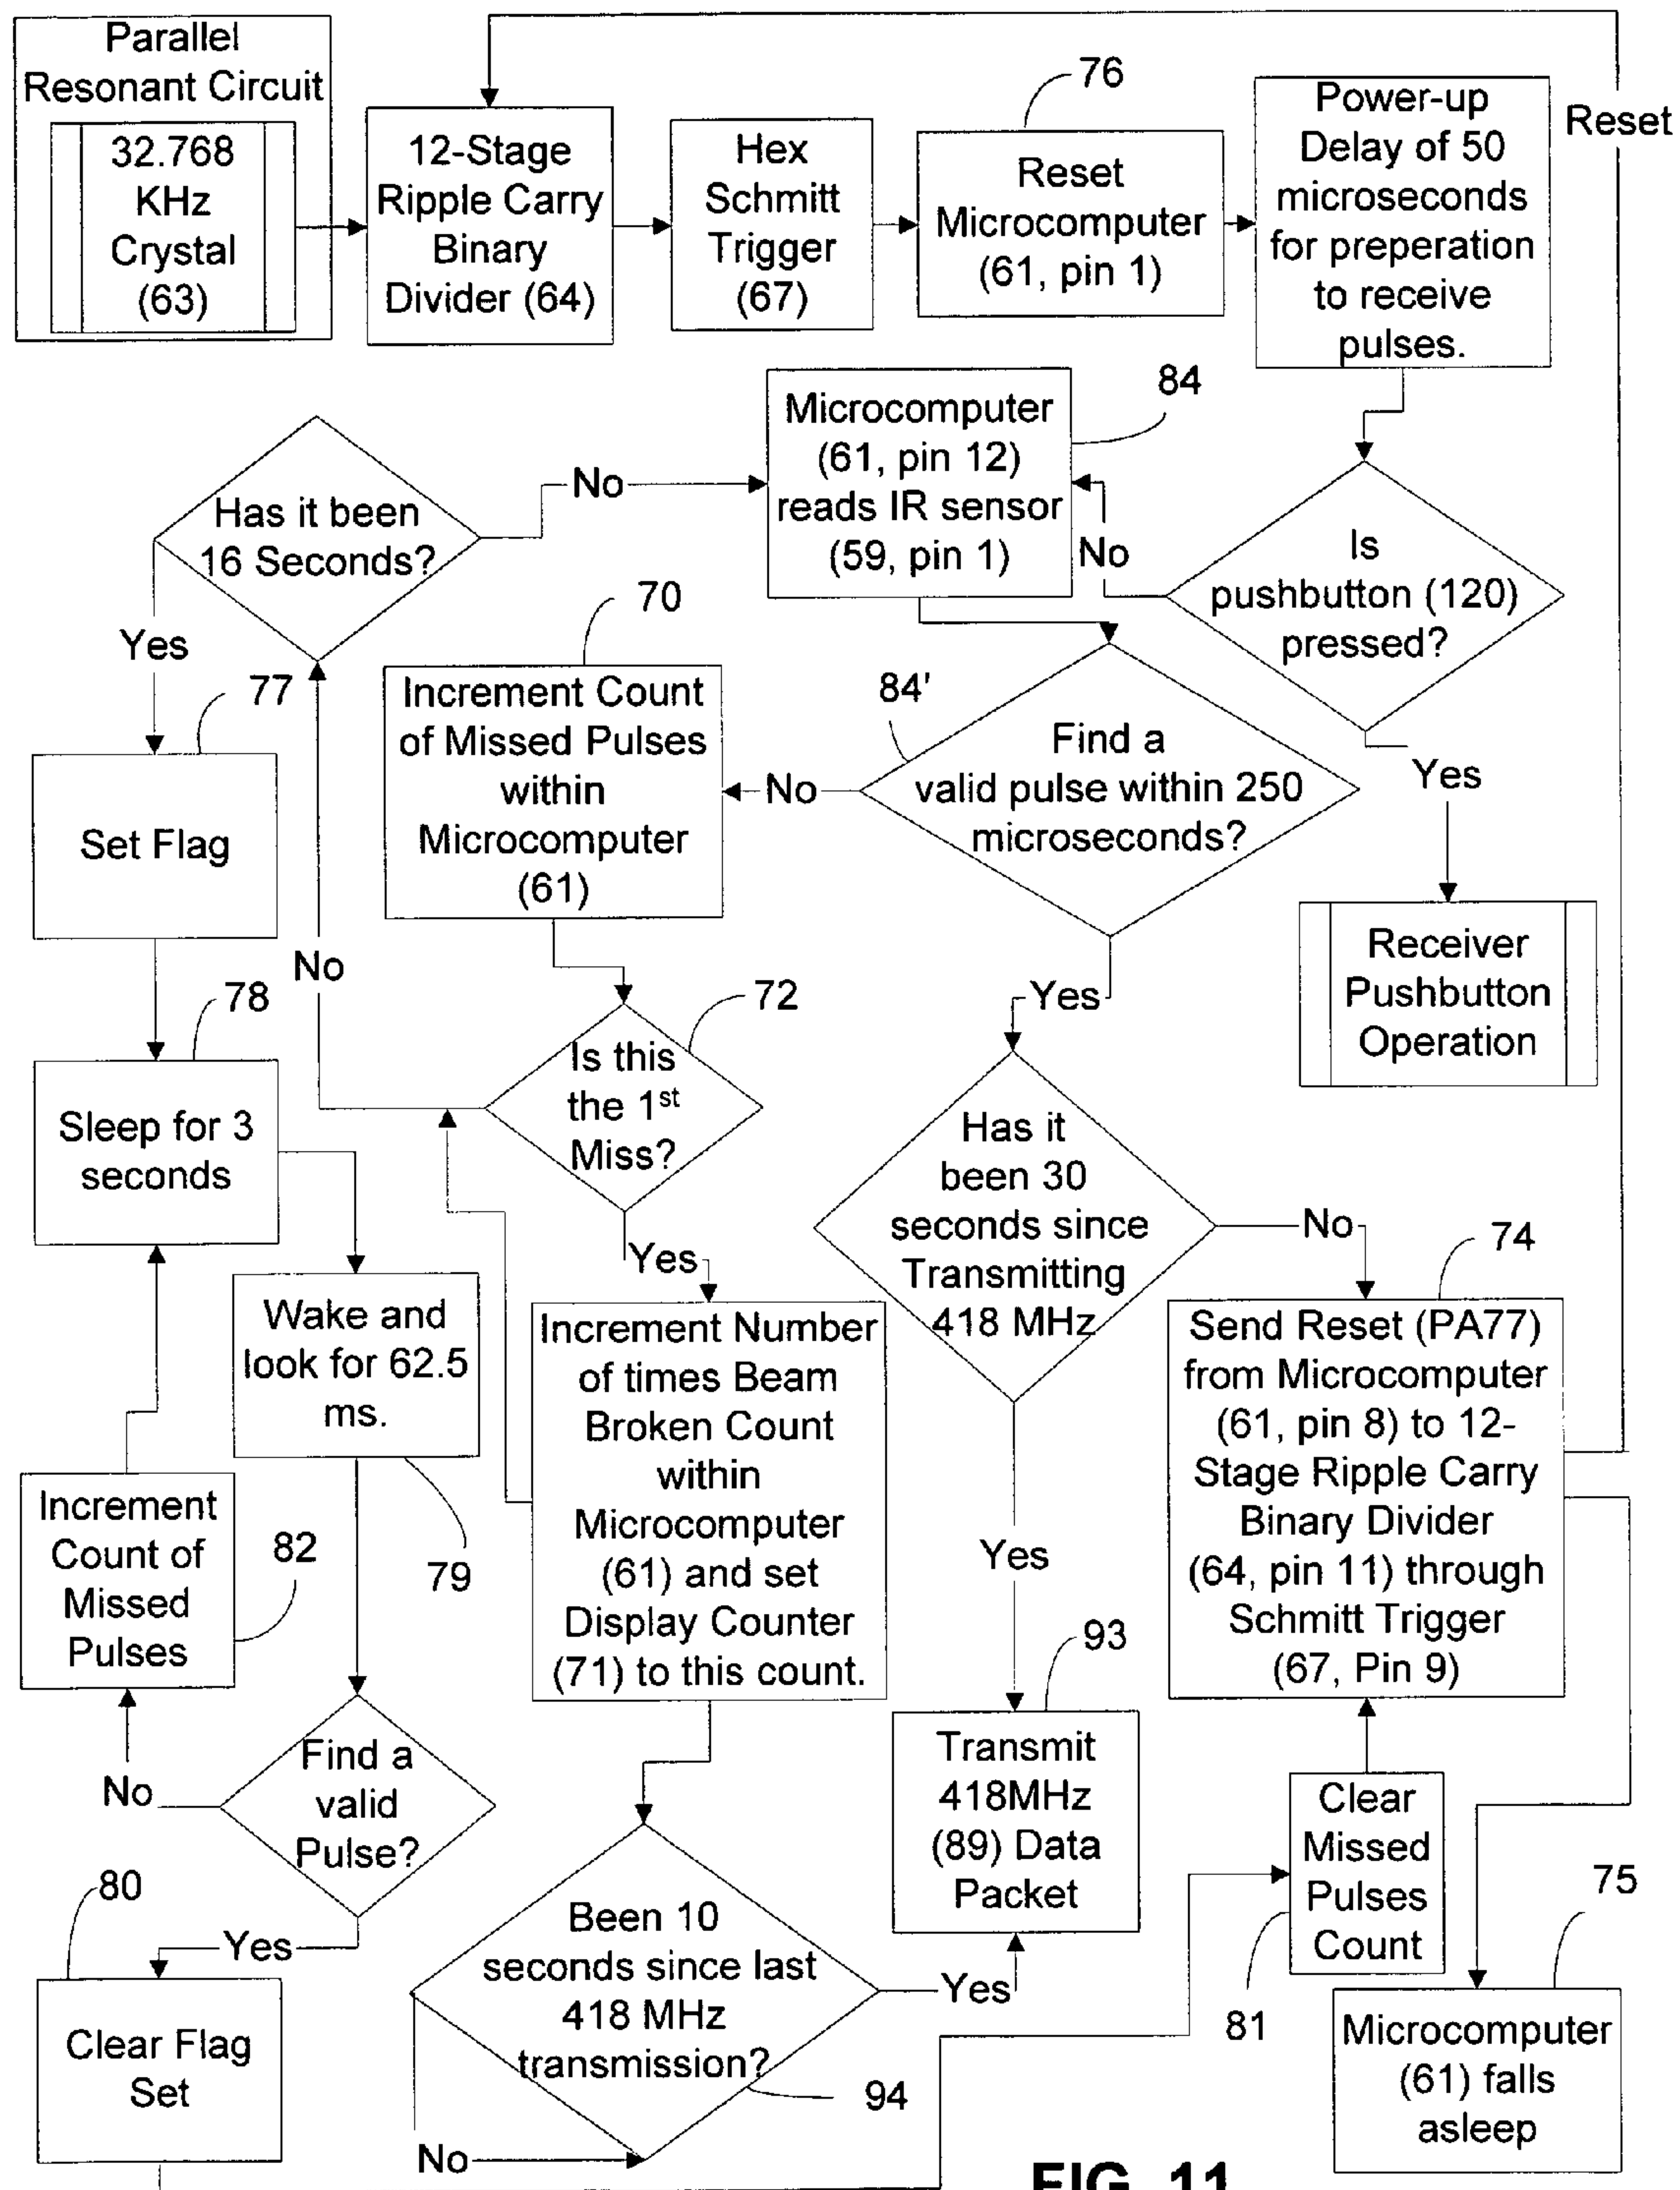 Parallel
Resonant Circuit
32.768
KHz
Crystal
(63)
12-Stage
Ripple Carry
Binary
Divider (64)
Hex
Schmitt
Trigger
(67)
76
Reset
Microcomputer
(61, pin 1)
Power-up
Delay of 50
microseconds
for preperation
to receive
pulses.
Reset
Has it been
16 Seconds?
No
Yes
Microcomputer
(61, pin 12)
reads IR sensor
(59, pin 1)
84
No
Is
pushbutton (120)
pressed?
Yes
Receiver
Pushbutton
Operation
77
Set Flag
70
Increment Count
of Missed Pulses
within
Microcomputer
(61)
84'
Find a
valid pulse within 250
microseconds?
No
Yes
No
78
Sleep for 3
seconds
72
Is this
the 1st
Miss?
Yes
Has it
been 30
seconds since
Transmitting
418 MHz
No
Yes
74
Send Reset (PA77)
from Microcomputer
(61, pin 8) to 12-
Stage Ripple Carry
Binary Divider
(64, pin 11) through
Schmitt Trigger
(67, Pin 9)
Wake and
look for 62.5
ms.
79
Increment
Count of
Missed
Pulses
82
Increment Number
of times Beam
Broken Count
within
Microcomputer
(61) and set
Display Counter
(71) to this count.
93
Transmit
418MHz
(89) Data
Packet
Find a
valid
Pulse?
No
Yes
80
Clear Flag
Set
Been 10
seconds since last
418 MHz
transmission?
94
Yes
No
Clear
Missed
Pulses
Count
81
75
Microcomputer
(61) falls
asleep
FIG. 11